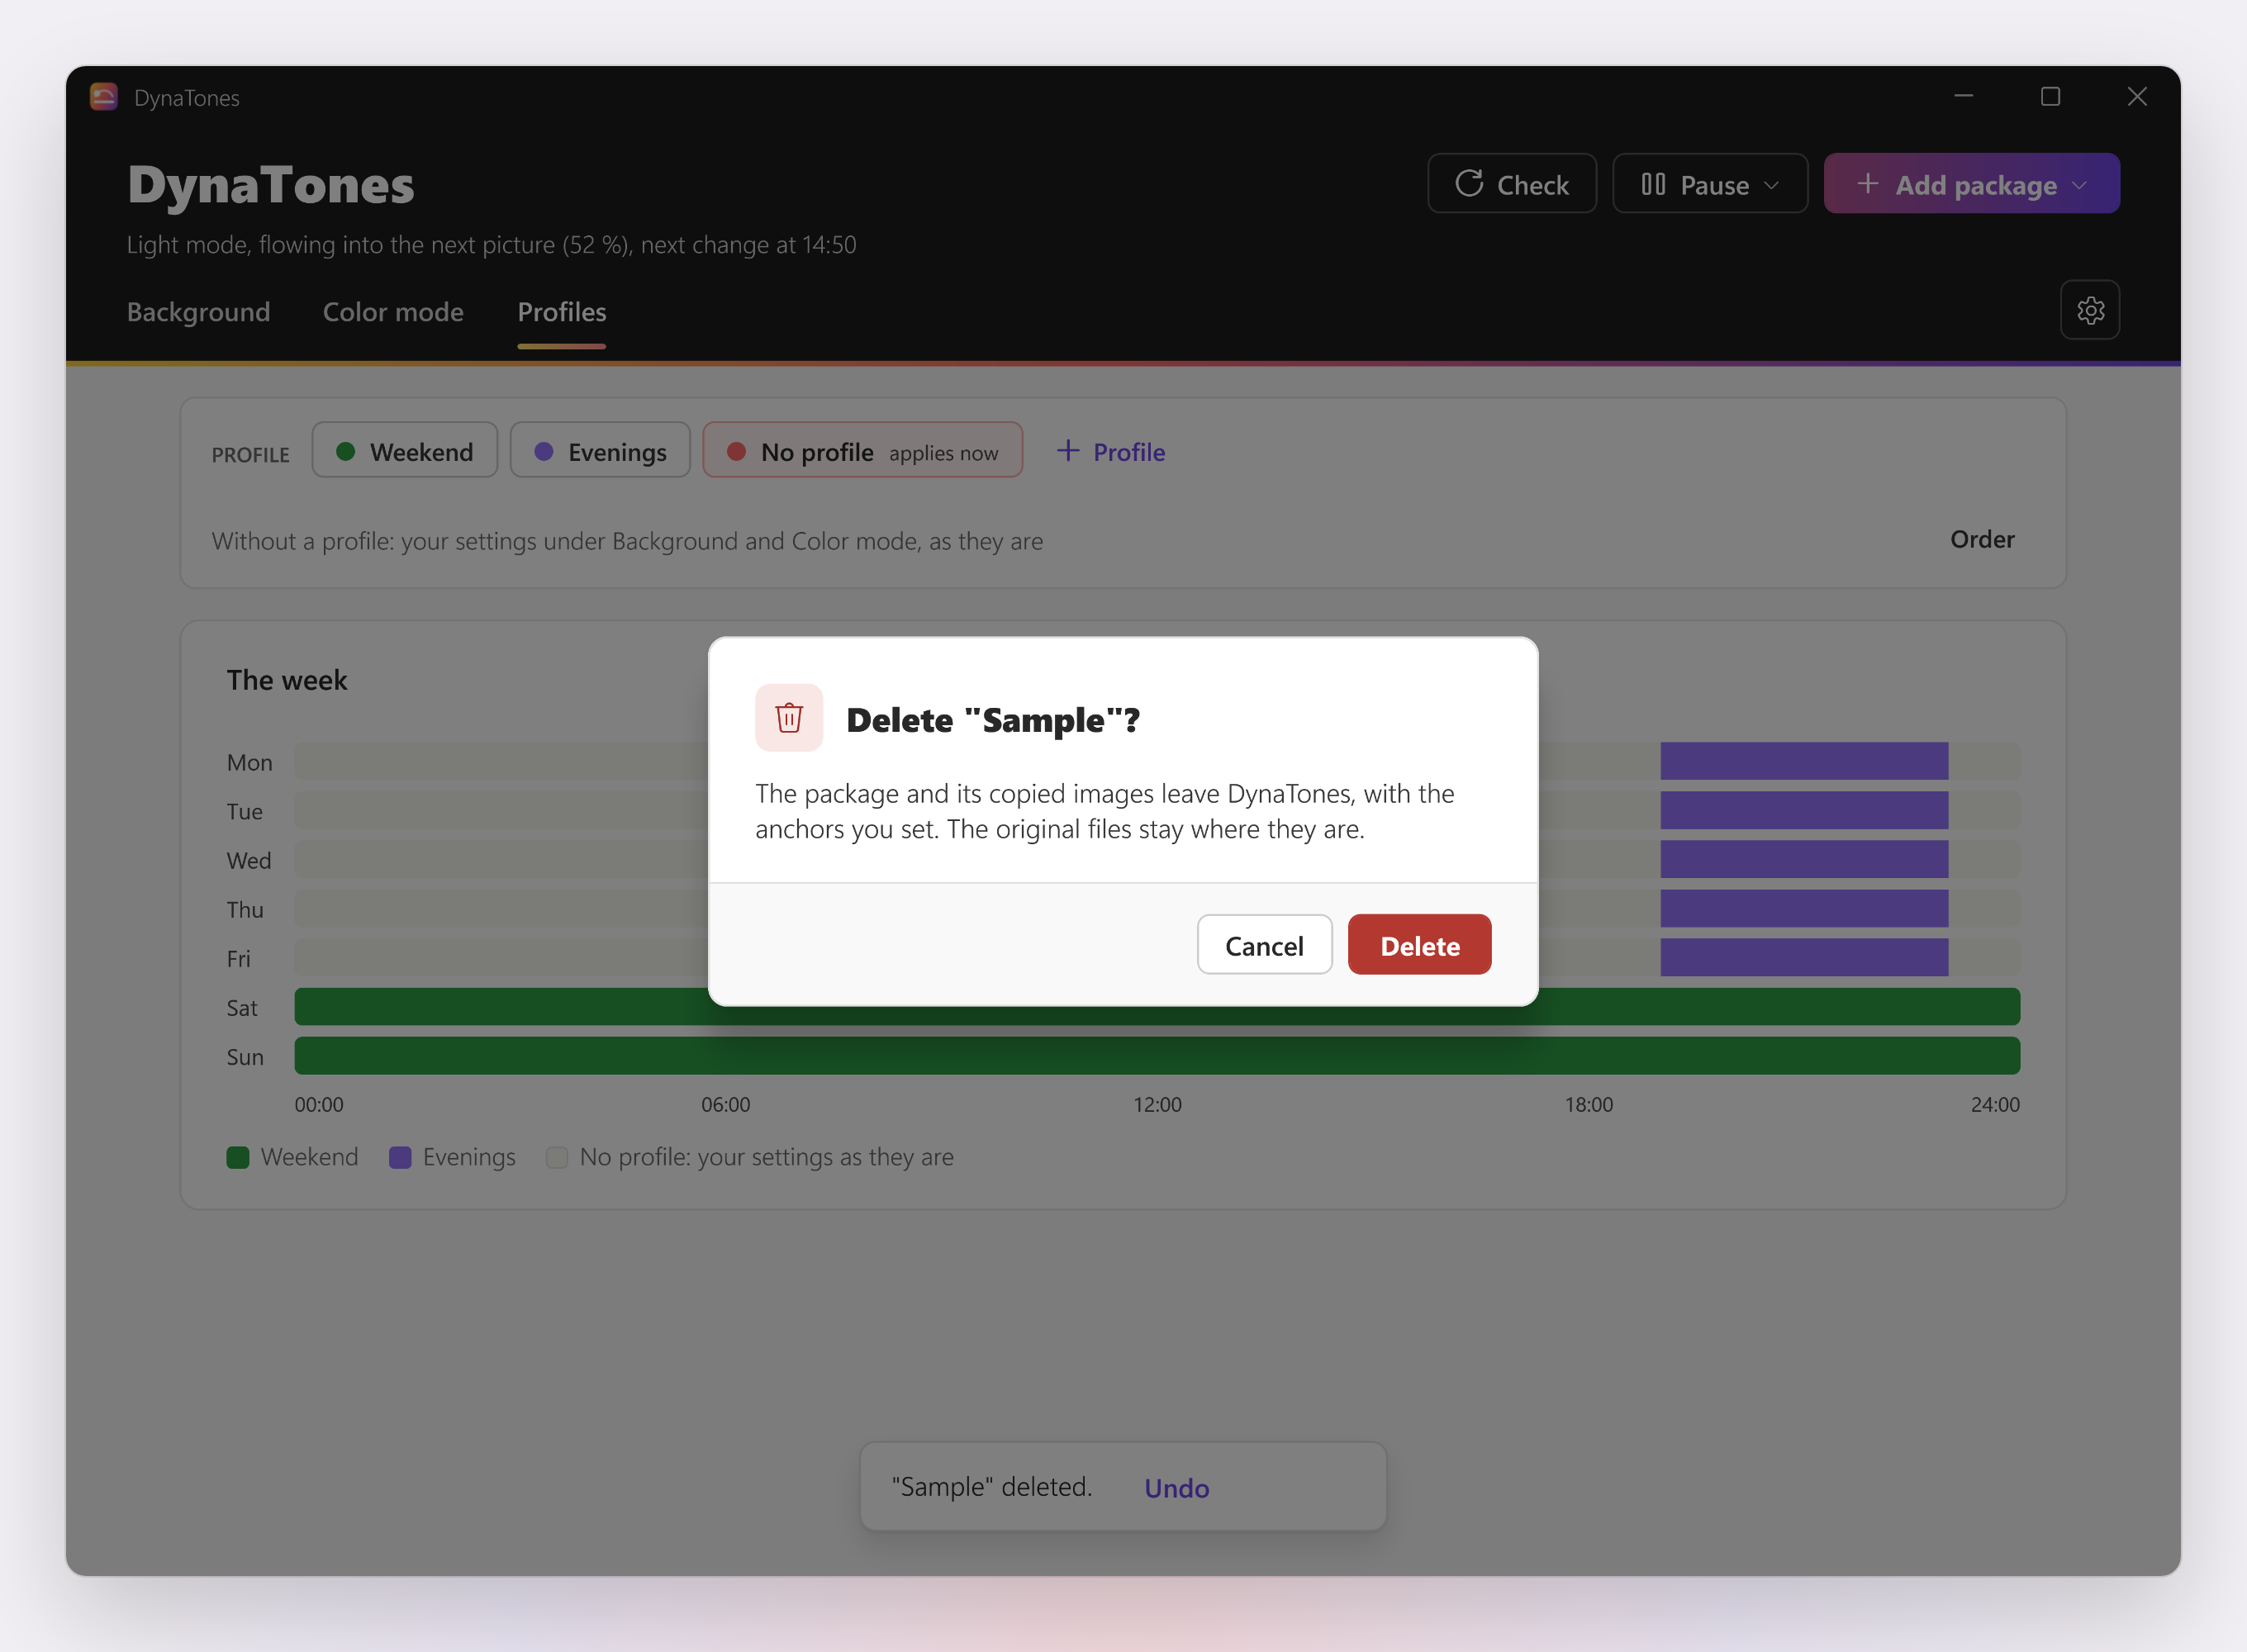 DynaTones
DynaTones
Check
Pause
Add package
Light mode, flowing into the next picture (52 %), next change at 14:50
Background
Color mode
Profiles
PROFILE
Weekend
Evenings
No profile applies now
Profile
Without a profile: your settings under Background and Color mode, as they are
Order
The week
Mon
Tue
Wed
Thu
Fri
Sat
Sun
00:00
06:00
12:00
18:00
24:00
Weekend
Evenings
No profile: your settings as they are
Delete "Sample"?
The package and its copied images leave DynaTones, with the
anchors you set. The original files stay where they are.
Cancel
Delete
"Sample" deleted.
Undo